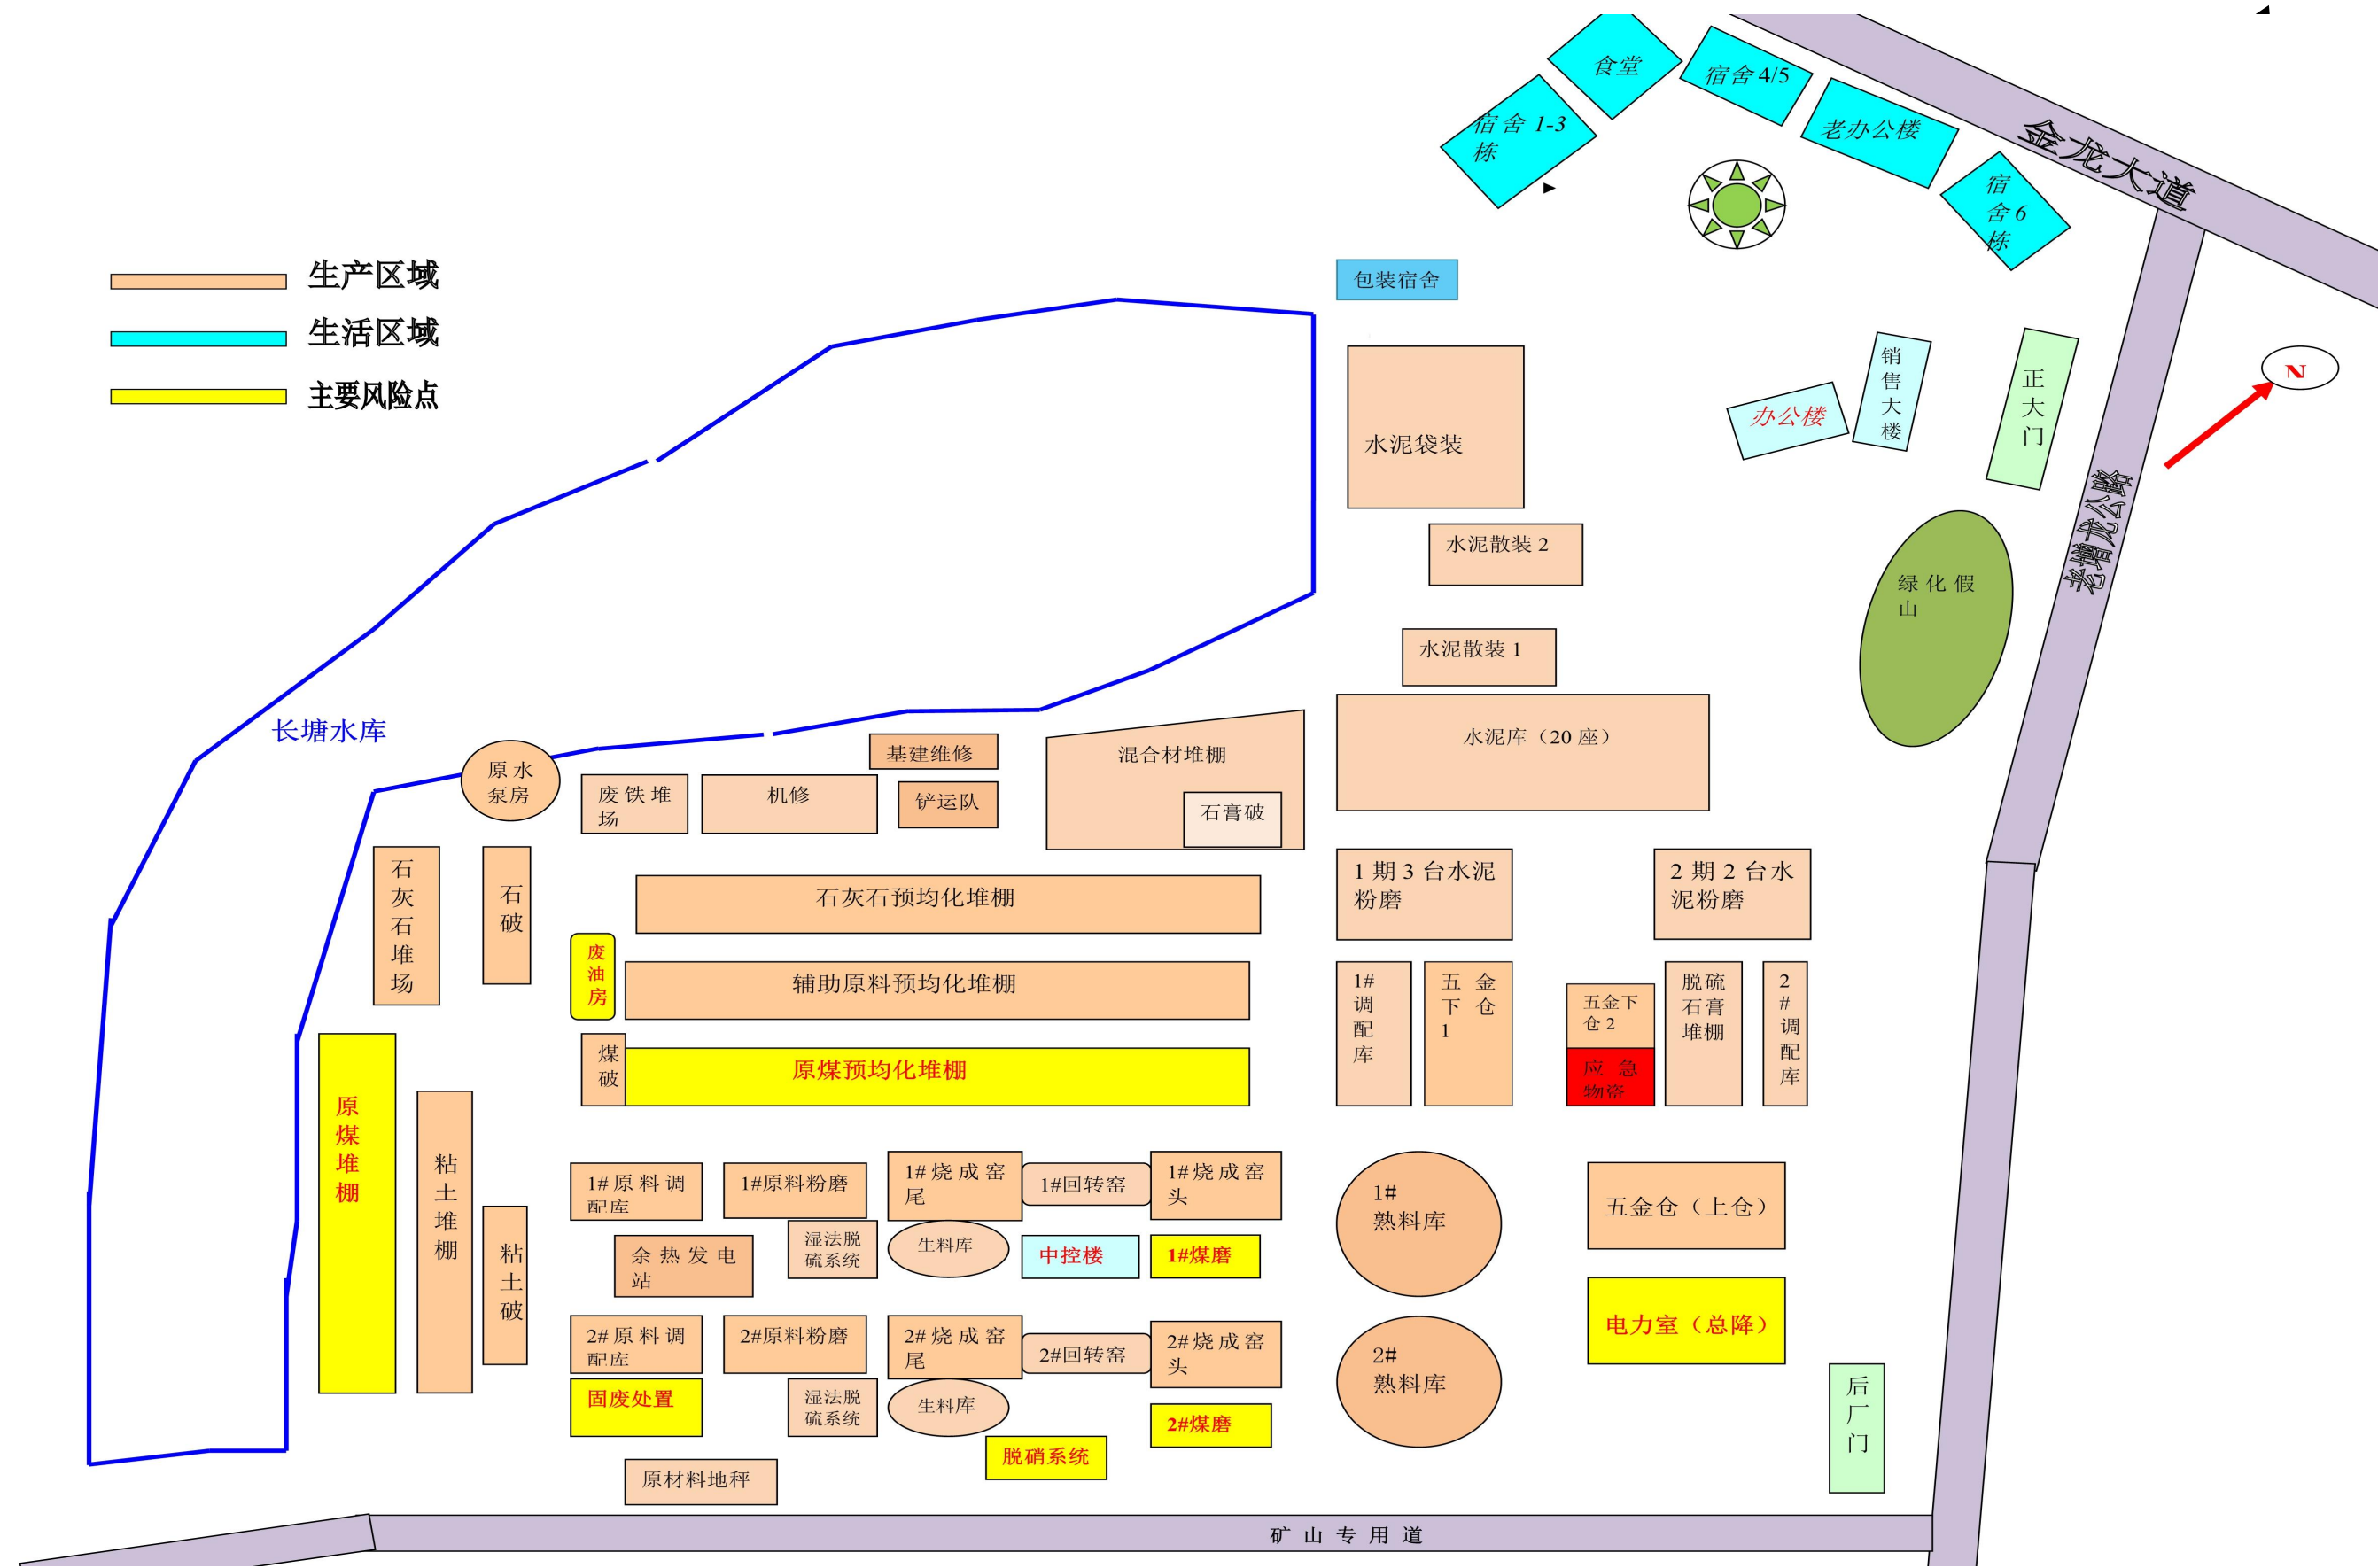 食堂
宿舍 4/5
宿舍 1-3
栋
老办公楼
金龙大道
宿
舍 6
栋
生产区域
生活区域
主要风险点
包装宿舍
销
售
大
楼
办公楼
正
大
门
N
水泥袋装
老增龙公路
水泥散装 2
绿化假
山
水泥散装 1
长塘水库
水泥库（20 座）
原水
泵房
基建维修
混合材堆棚
废铁堆
场
机修
铲运队
石膏破
石
灰
石
堆
场
石
破
石灰石预均化堆棚
1 期 3 台水泥
粉磨
2 期 2 台水
泥粉磨
废
油
房
辅助原料预均化堆棚
1#
调
配
库
五金
下仓
1
五金下
仓 2
脱硫
石膏
堆棚
2
#
调
配
库
煤
破
原煤预均化堆棚
应急
物资
原
煤
堆
棚
粘
土
堆
棚
粘
土
破
1#原料调
配库
1#原料粉磨
1#烧成窑
尾
1#回转窑
1#烧成窑
头
1#
熟料库
五金仓（上仓）
余热发电
站
湿法脱
硫系统
生料库
中控楼
1#煤磨
2#原料调
配库
2#原料粉磨
2#烧成窑
尾
2#回转窑
2#烧成窑
头
2#
熟料库
电力室（总降）
固废处置
湿法脱
硫系统
生料库
2#煤磨
后
厂
门
脱硝系统
原材料地秤
矿山专用道